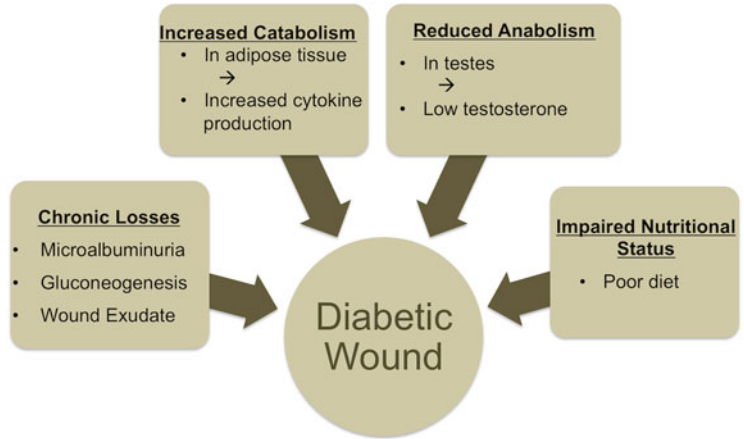 Increased Catabolism
• In adipose tissue
→
• Increased cytokine
production
Reduced Anabolism
• In testes
→
• Low testosterone
Chronic Losses
• Microalbuminuria
• Gluconeogenesis
• Wound Exudate
Impaired Nutritional
Status
• Poor diet
Diabetic
Wound